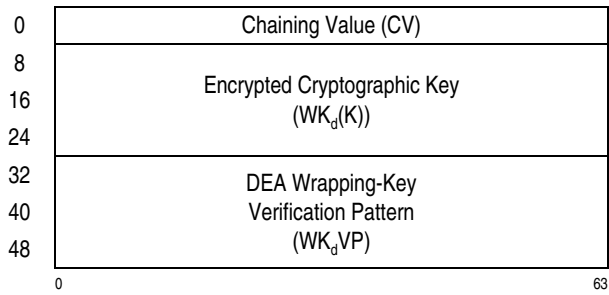 0 Chaining Value (CV)
8
Encrypted Cryptographic Key
16
(WKd(K))
24
32
DEA Wrapping-Key
40 Verification Pattern
48 (WKdVP)
0 63